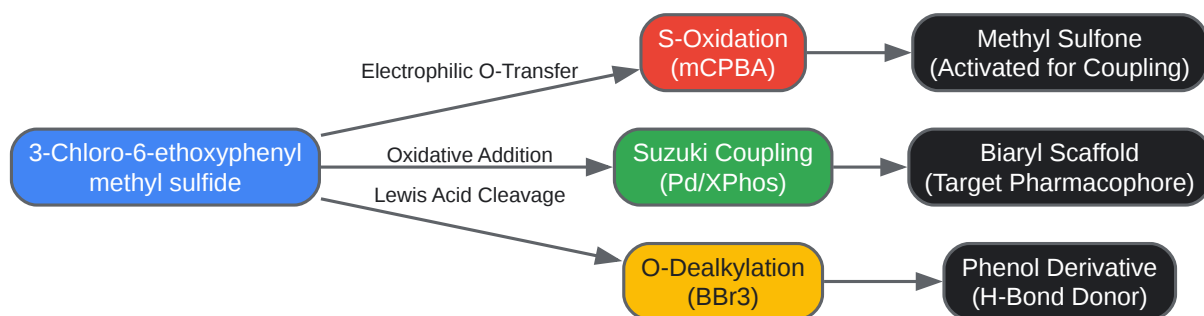 S-Oxidation
(mCPBA)
Methyl Sulfone
(Activated for Coupling)
Electrophilic O-Transfer
3-Chloro-6-ethoxyphenyl
methyl sulfide
Oxidative Addition
Suzuki Coupling
(Pd/XPhos)
Biaryl Scaffold
(Target Pharmacophore)
Lewis Acid Cleavage
O-Dealkylation
(BBr3)
Phenol Derivative
(H-Bond Donor)